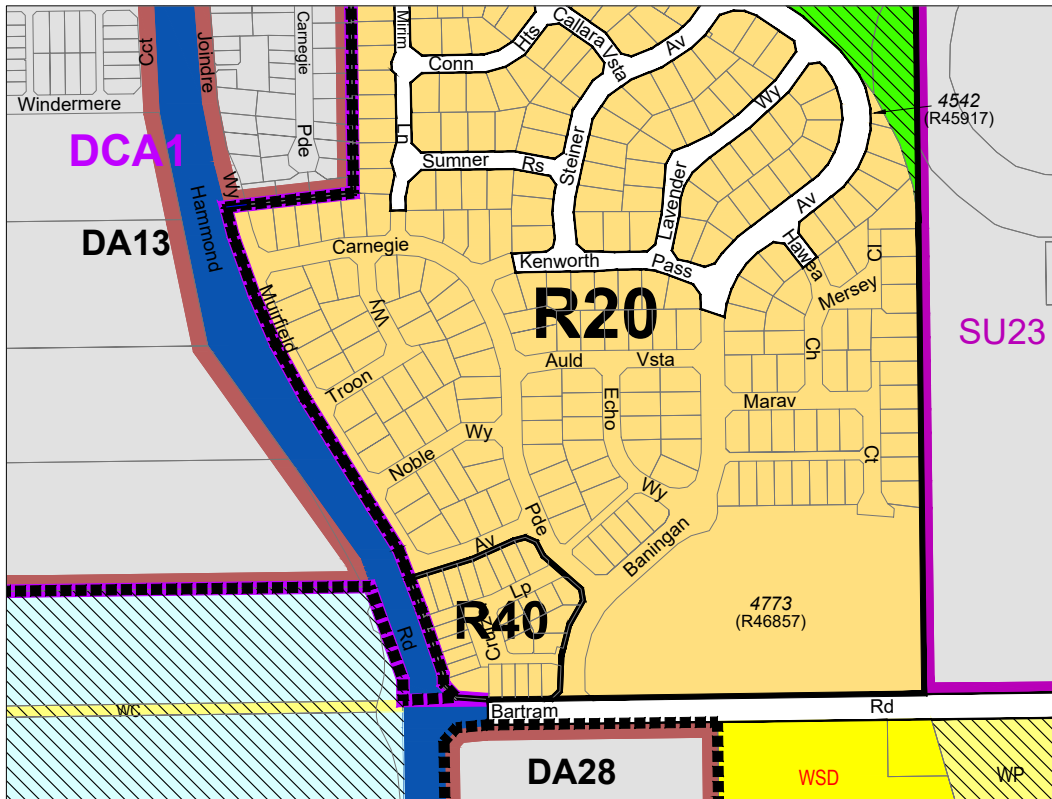 Cct
Joindre
Carnegie
Pde
Windermere
DCA1
Wy
Hammond
DA13
Mirim
Ln
Conn
Hts
Callara
Vsta
Av
Wy
4542
(R45917)
Sumner
Rs
Steiner
Lavender
Av
Carnegie
Kenworth
Pass
Hawea
Cl
Mersey
Muirfield
Wy
R20
SU23
Troon
Auld
Vsta
Ch
Echo
Marav
Noble
Wy
Ct
Wy
Pde
Baningan
Av
Lp
R40
Cruz
4773
(R46857)
Rd
WC
Bartram
Rd
DA28
WSD
WP